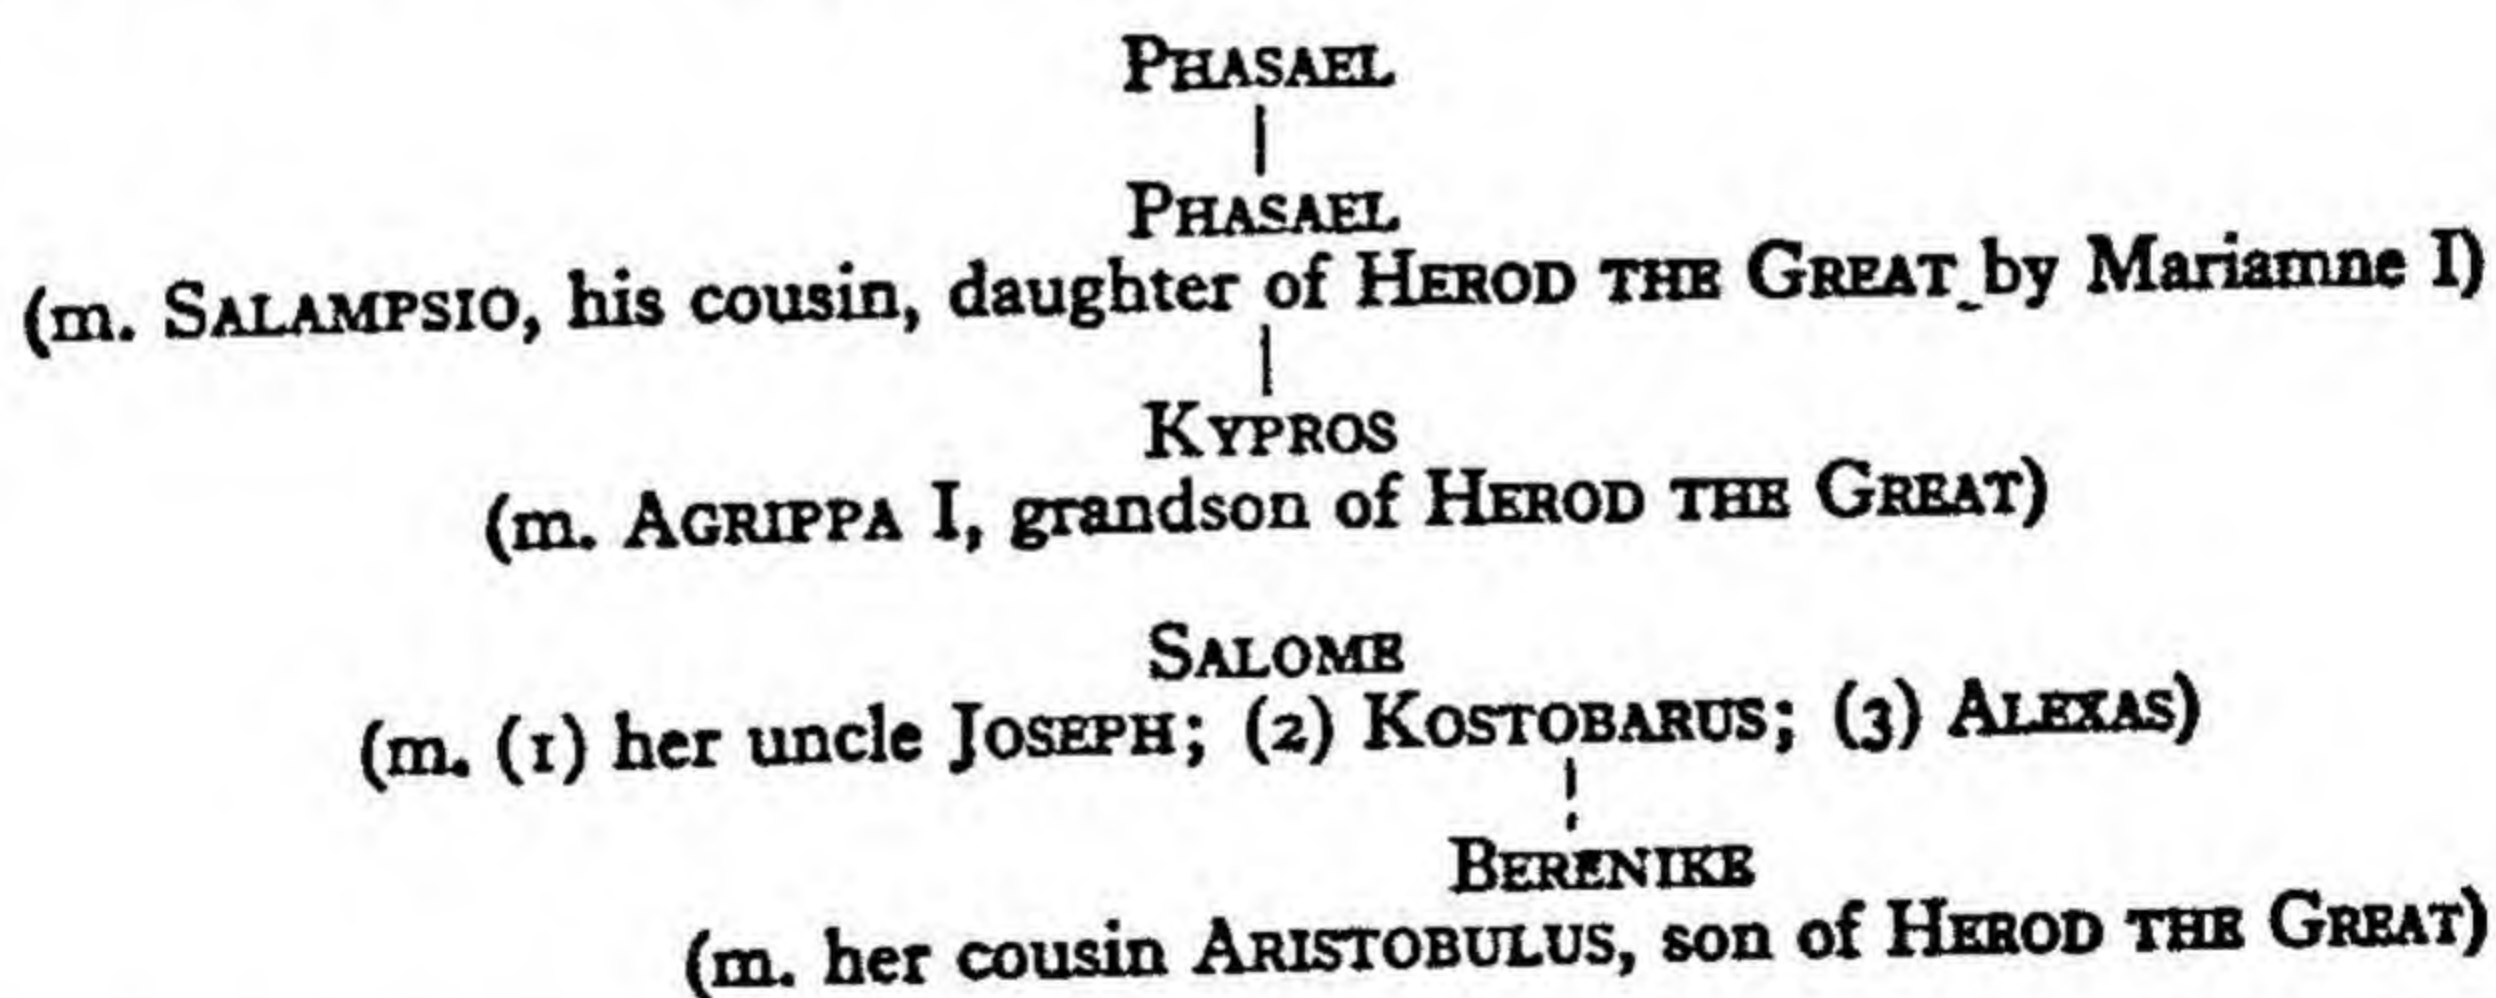 PHASAEL
PHASAEL
(m. SALAMPSIO, his cousin, daughter of HEROD THE GREAT by Mariamne I)
KYPROS
(m. AGRIPPA I, grandson of HEROD THE GREAT)
SALOME
(m. (1) her uncle JOSEPH; (2) KOSTOBARUS; (3) ALEXAS)
BERENIKE
(m. her cousin ARISTOBULUS, son of HEROD THE GREAT)